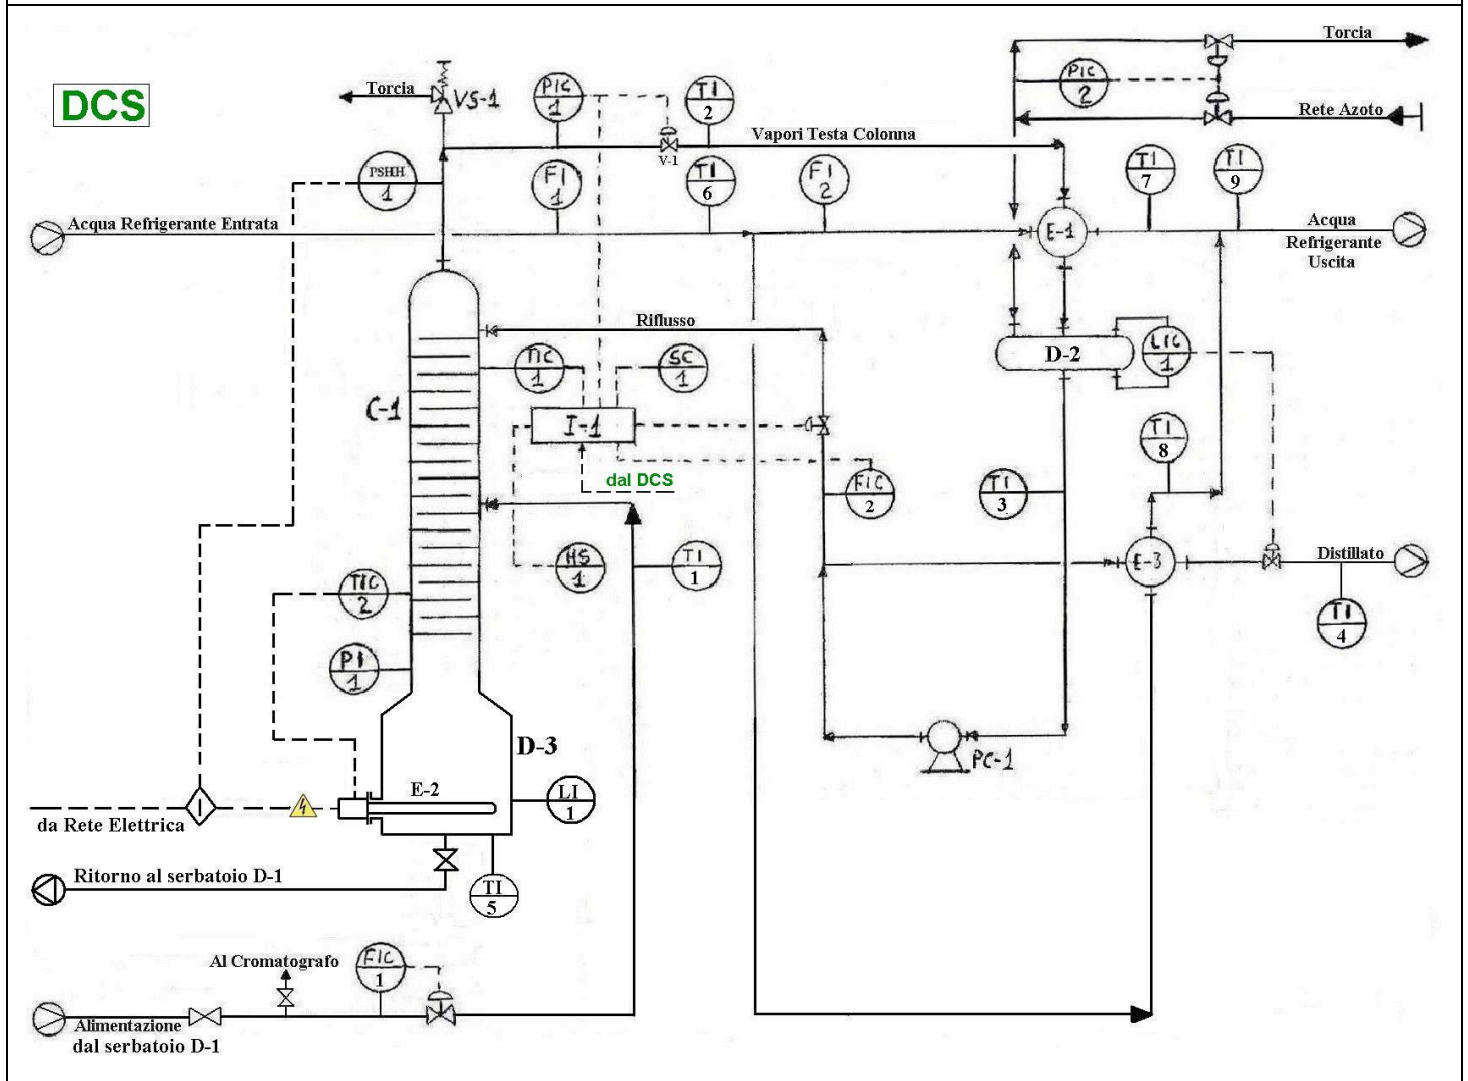 Torcia
DCS
Torcia
VS-1
PIC
1
TI
2
PIC
2
Rete Azoto
Vapori Testa Colonna
V-1
PSHH
1
FI
1
TI
6
FI
2
TI
7
TI
9
Acqua Refrigerante Entrata
E-1
Acqua
Refrigerante
Uscita
Riflusso
TIC
1
SC
1
D-2
LIC
1
C-1
I-1
TI
8
dal DCS
FIC
2
TI
3
HS
1
TI
1
E-3
Distillato
TIC
2
TI
4
PI
1
D-3
PC-1
E-2
LI
1
da Rete Elettrica
Ritorno al serbatoio D-1
TI
5
Al Cromatografo
FIC
1
Alimentazione
dal serbatoio D-1